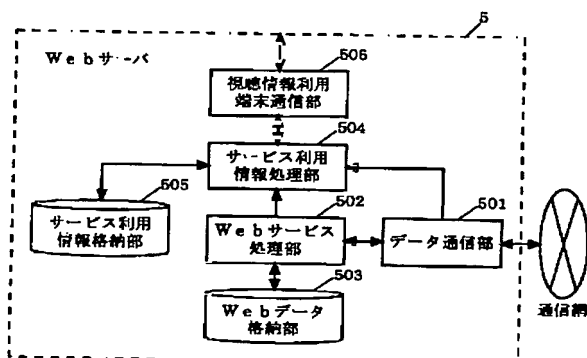 5
Webサーバ
506
視聴情報利用
端末通信部
504
サービス利用
情報処理部
505
サービス利用
情報格納部
502
Webサービス
処理部
501
データ通信部
503
Webデータ
格納部
通信網